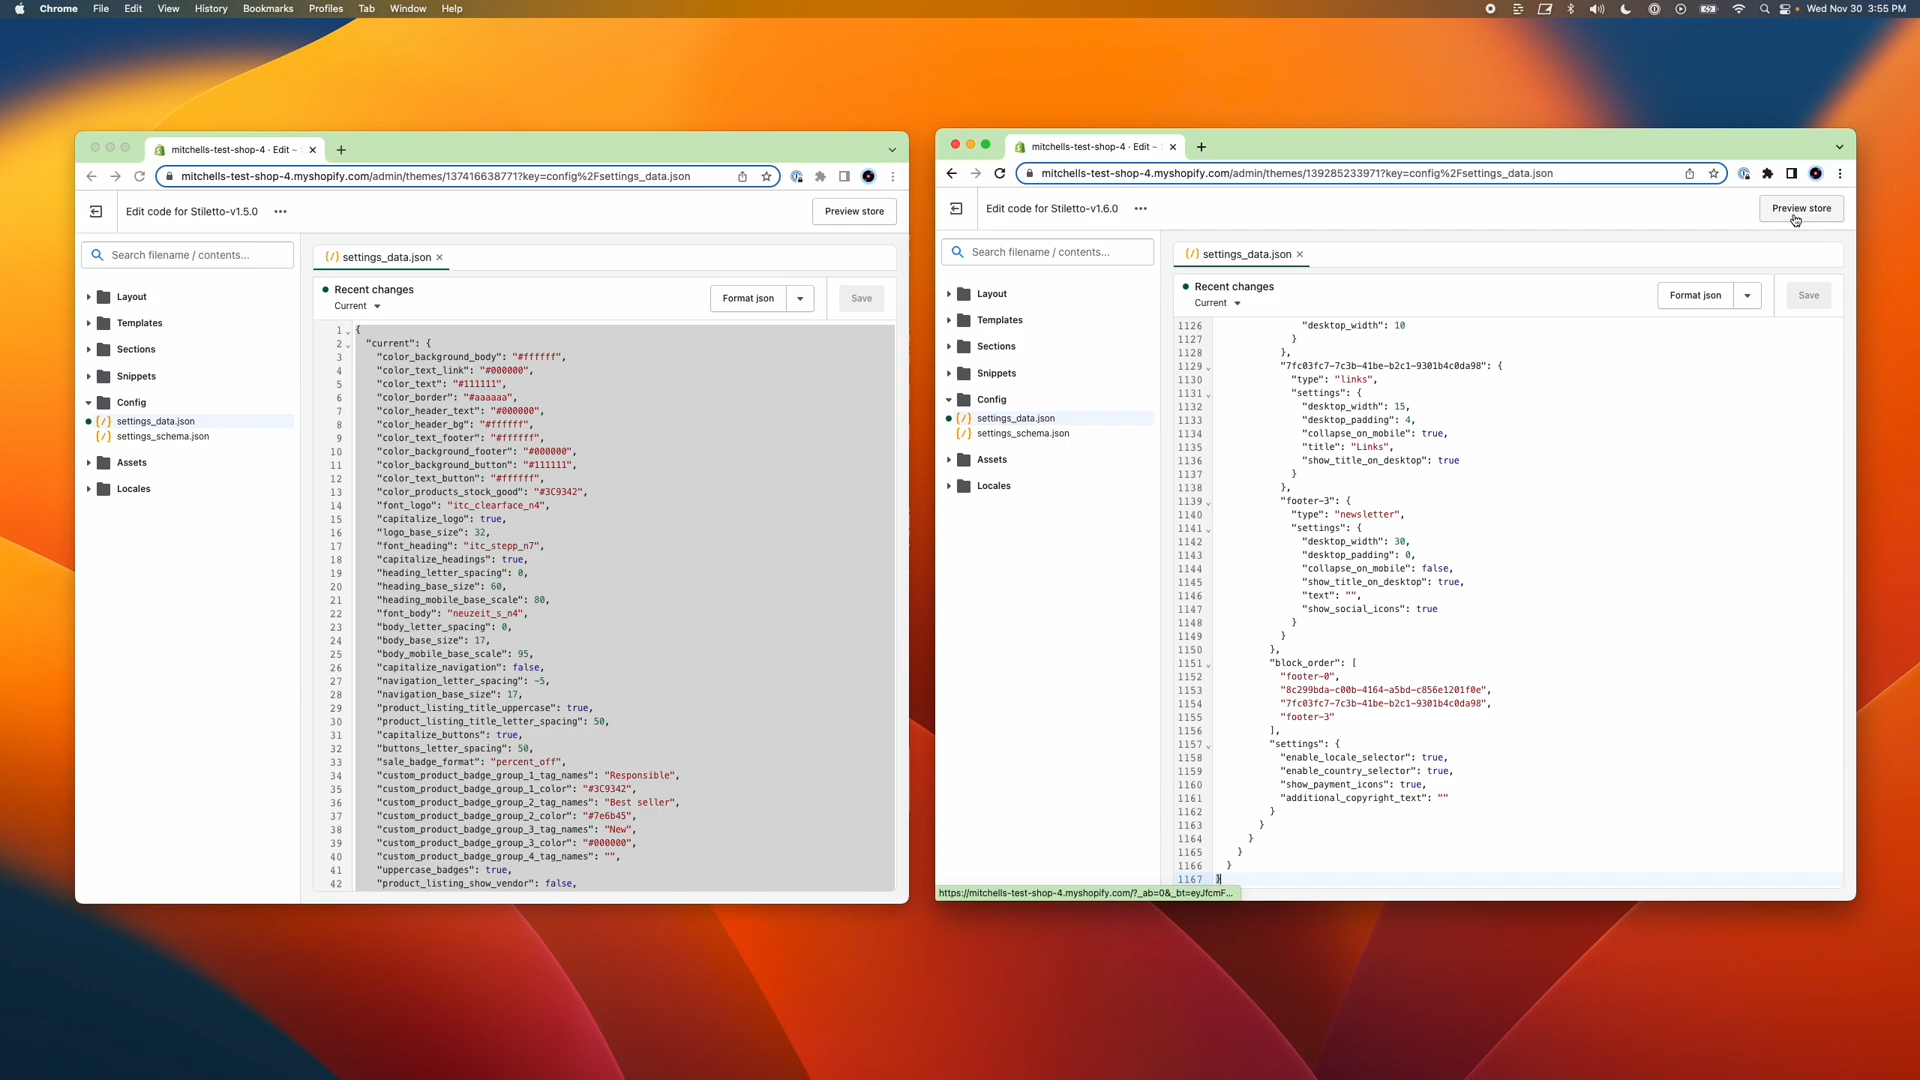 Chrome File Edit View History Bookmarks Profiles Tab Window Help
Wed Nov 30 3:55 PM
mitchells-test-shop-4 · Edit ~
mitchells-test-shop-4.myshopify.com/admin/themes/137416638771?key=config%2Fsettings_data.json
Edit code for Stiletto-v1.5.0 •••
Preview store
Search filename / contents...
Layout
Templates
Sections
Snippets
Config
{/} settings_data.json
{/} settings_schema.json
Assets
Locales
{/} settings_data.json ×
Recent changes
Current
Format json
Save
1 {
2 "current": {
3 "color_background_body": "#ffffff",
4 "color_text_link": "#000000",
5 "color_text": "#111111",
6 "color_border": "#aaaaaa",
7 "color_header_text": "#000000",
8 "color_header_bg": "#ffffff",
9 "color_text_footer": "#ffffff",
10 "color_background_footer": "#000000",
11 "color_background_button": "#111111",
12 "color_text_button": "#ffffff",
13 "color_products_stock_good": "#3C9342",
14 "font_logo": "itc_clearface_n4",
15 "capitalize_logo": true,
16 "logo_base_size": 32,
17 "font_heading": "itc_stepp_n7",
18 "capitalize_headings": true,
19 "heading_letter_spacing": 0,
20 "heading_base_size": 60,
21 "heading_mobile_base_scale": 80,
22 "font_body": "neuzeit_s_n4",
23 "body_letter_spacing": 0,
24 "body_base_size": 17,
25 "body_mobile_base_scale": 95,
26 "capitalize_navigation": false,
27 "navigation_letter_spacing": -5,
28 "navigation_base_size": 17,
29 "product_listing_title_uppercase": true,
30 "product_listing_title_letter_spacing": 50,
31 "capitalize_buttons": true,
32 "buttons_letter_spacing": 50,
33 "sale_badge_format": "percent_off",
34 "custom_product_badge_group_1_tag_names": "Responsible",
35 "custom_product_badge_group_1_color": "#3C9342",
36 "custom_product_badge_group_2_tag_names": "Best seller",
37 "custom_product_badge_group_2_color": "#7e6b45",
38 "custom_product_badge_group_3_tag_names": "New",
39 "custom_product_badge_group_3_color": "#000000",
40 "custom_product_badge_group_4_tag_names": "",
41 "uppercase_badges": true,
42 "product_listing_show_vendor": false,
mitchells-test-shop-4 · Edit ~
mitchells-test-shop-4.myshopify.com/admin/themes/139285233971?key=config%2Fsettings_data.json
Edit code for Stiletto-v1.6.0 •••
Preview store
Search filename / contents...
Layout
Templates
Sections
Snippets
Config
{/} settings_data.json
{/} settings_schema.json
Assets
Locales
{/} settings_data.json ×
Recent changes
Current
Format json
Save
1126 "desktop_width": 10
1127 }
1128 },
1129 "7fc03fc7-7c3b-41be-b2c1-9301b4c0da98": {
1130 "type": "links",
1131 "settings": {
1132 "desktop_width": 15,
1133 "desktop_padding": 4,
1134 "collapse_on_mobile": true,
1135 "title": "Links",
1136 "show_title_on_desktop": true
1137 }
1138 },
1139 "footer-3": {
1140 "type": "newsletter",
1141 "settings": {
1142 "desktop_width": 30,
1143 "desktop_padding": 0,
1144 "collapse_on_mobile": false,
1145 "show_title_on_desktop": true,
1146 "text": "",
1147 "show_social_icons": true
1148 }
1149 }
1150 },
1151 "block_order": [
1152 "footer-0",
1153 "8c299bda-c00b-4164-a5bd-c856e1201f0e",
1154 "7fc03fc7-7c3b-41be-b2c1-9301b4c0da98",
1155 "footer-3"
1156 ],
1157 "settings": {
1158 "enable_locale_selector": true,
1159 "enable_country_selector": true,
1160 "show_payment_icons": true,
1161 "additional_copyright_text": ""
1162 }
1163 }
1164 }
1165 }
1166 }
1167 }
https://mitchells-test-shop-4.myshopify.com/?_ab=0&_bt=eyJfcmF...